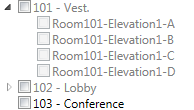 101 - Vest.
Room101-Elevation1-A
Room101-Elevation1-B
Room101-Elevation1-C
Room101-Elevation1-D
102 - Lobby
103 - Conference